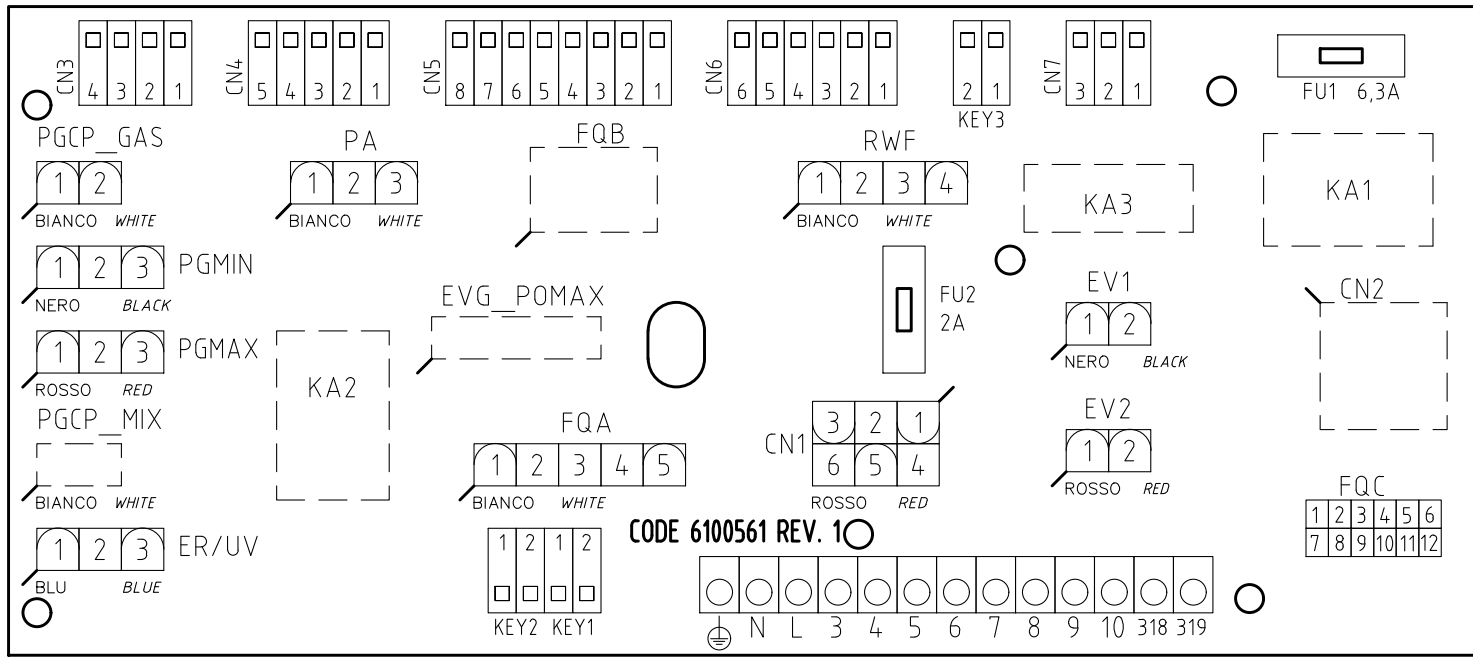 CN3 4 3 2 1
CN4 5 4 3 2 1
CN5 8 7 6 5 4 3 2 1
CN6 6 5 4 3 2 1
2 1
KEY3
CN7 3 2 1
FU1 6,3A
PGCP_GAS
1 2
BIANCO WHITE
PA
1 2 3
BIANCO WHITE
FQB
RWF
1 2 3 4
BIANCO WHITE
KA3
KA1
1 2 3 PGMIN
NERO BLACK
EVG_POMAX
FU2
2A
EV1
1 2
NERO BLACK
CN2
1 2 3 PGMAX
ROSSO RED
KA2
PGCP_MIX
BIANCO WHITE
FQA
1 2 3 4 5
BIANCO WHITE
CN1
3 2 1
6 5 4
ROSSO RED
EV2
1 2
ROSSO RED
FQC
1 2 3 4 5 6
7 8 9 10 11 12
1 2 3 ER/UV
BLU BLUE
1 2 1 2
KEY2 KEY1
CODE 6100561 REV. 1
N L 3 4 5 6 7 8 9 10 318 319